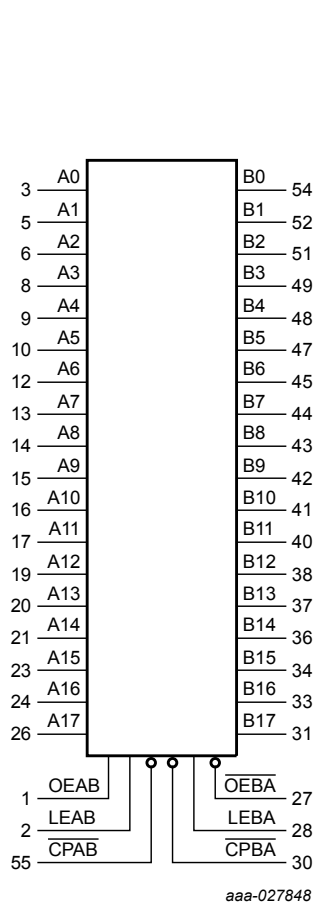 3 A0 B0 54
5 A1 B1 52
6 A2 B2 51
8 A3 B3 49
9 A4 B4 48
10 A5 B5 47
12 A6 B6 45
13 A7 B7 44
14 A8 B8 43
15 A9 B9 42
16 A10 B10 41
17 A11 B11 40
19 A12 B12 38
20 A13 B13 37
21 A14 B14 36
23 A15 B15 34
24 A16 B16 33
26 A17 B17 31
1 OEAB O̅E̅B̅A̅ 27
2 LEAB LEBA 28
55 C̅P̅A̅B̅ C̅P̅B̅A̅ 30
aaa-027848